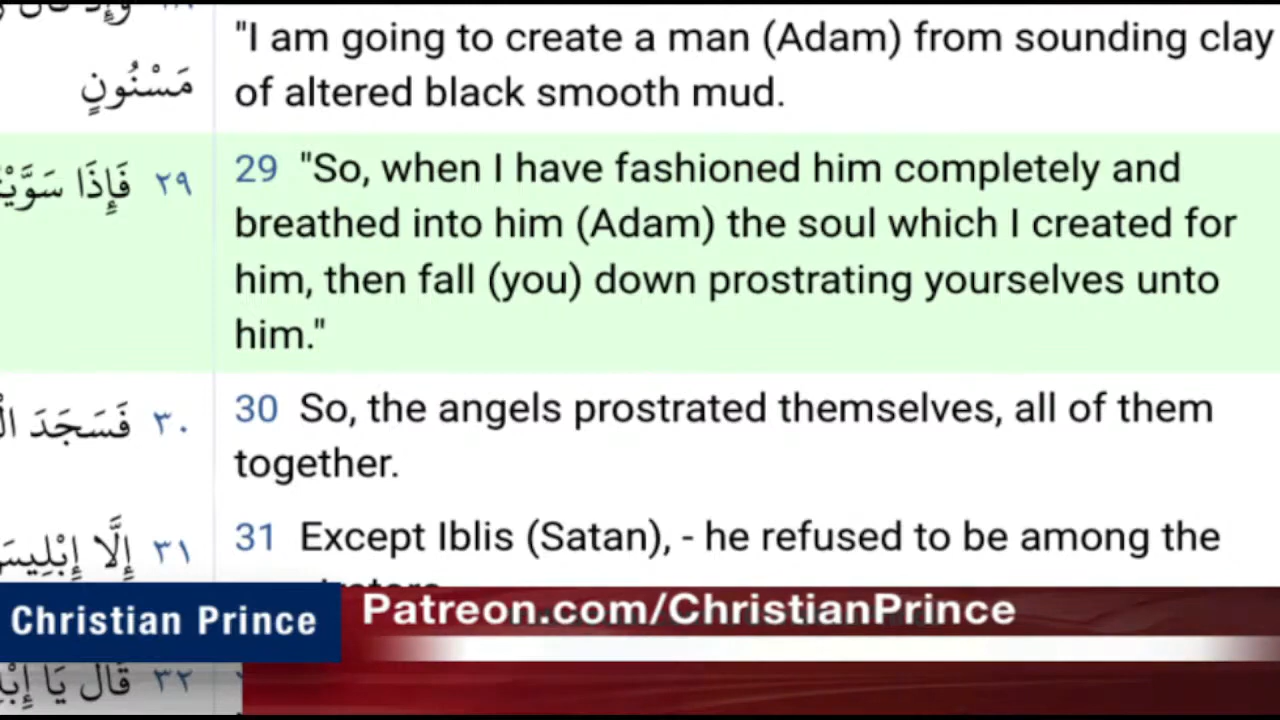 "I am going to create a man (Adam) from sounding clay
of altered black smooth mud.
مَسْنُونٍ
29 "So, when I have fashioned him completely and
breathed into him (Adam) the soul which I created for
him, then fall (you) down prostrating yourselves unto
him."
٢٩ فَإِذَا
30 So, the angels prostrated themselves, all of them
together.
٣٠ فَسَجَدَ
31 Except Iblis (Satan), - he refused to be among the
٣١ إِلَّا
Christian Prince
Patreon.com/ChristianPrince
٣٢ قَالَ يَا